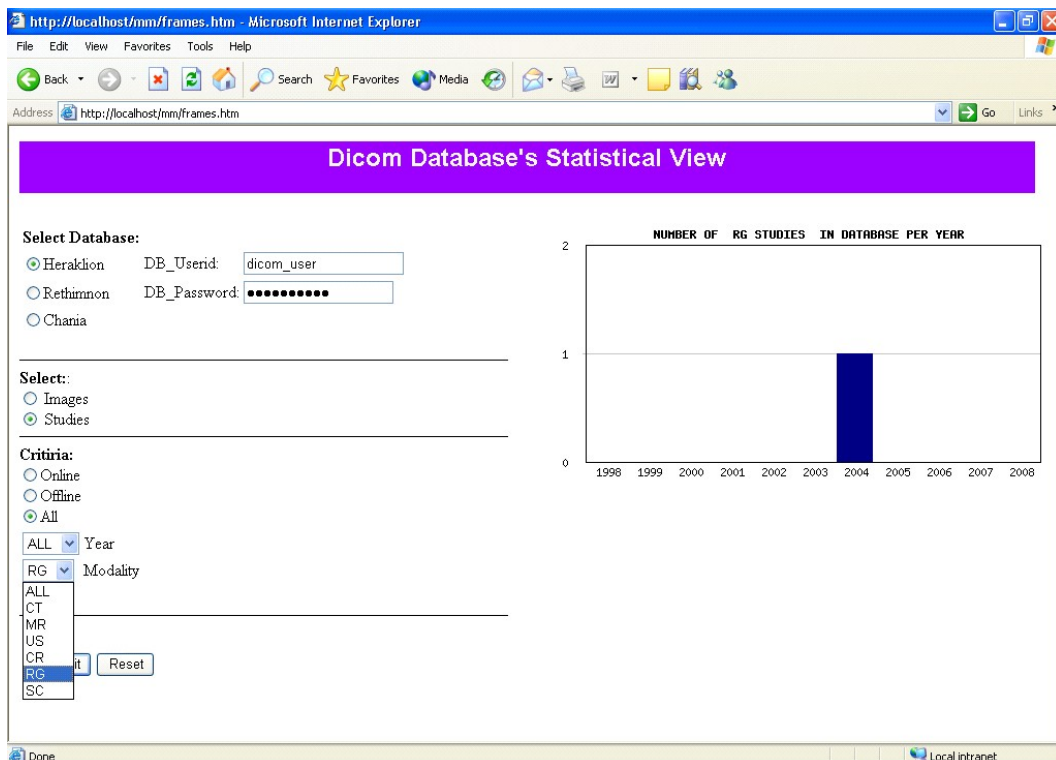 http://localhost/mm/frames.htm - Microsoft Internet Explorer
File Edit View Favorites Tools Help
Back Search Favorites Media
Address http://localhost/mm/frames.htm Go Links
Dicom Database's Statistical View
Select Database:
Heraklion DB_Userid: dicom_user
Rethimnon DB_Password: ●●●●●●●●●●
Chania
Select::
Images
Studies
Critiria:
Online
Offline
All
ALL Year
RG Modality
ALL
CT
MR
US
CR
RG
SC
it Reset
NUMBER OF RG STUDIES IN DATABASE PER YEAR
2
1
0
1998 1999 2000 2001 2002 2003 2004 2005 2006 2007 2008
Done Local intranet